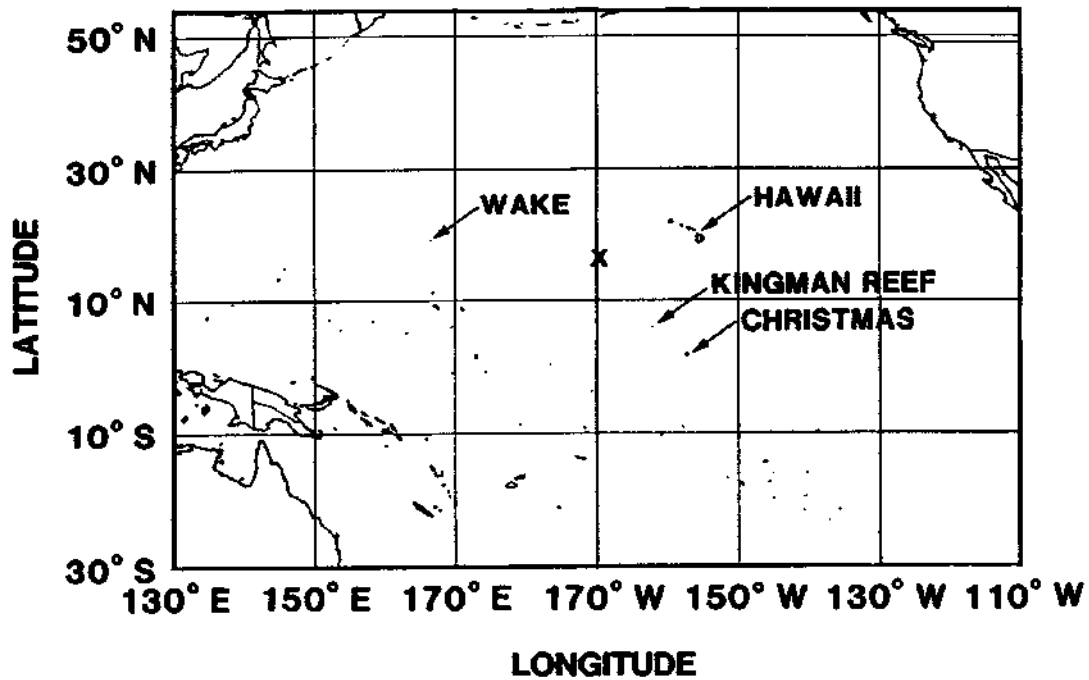 50° N
30° N
10° N
10° S
30° S
LATITUDE
WAKE
HAWAII
X
KINGMAN REEF
CHRISTMAS
130° E 150° E 170° E 170° W 150° W 130° W 110° W
LONGITUDE